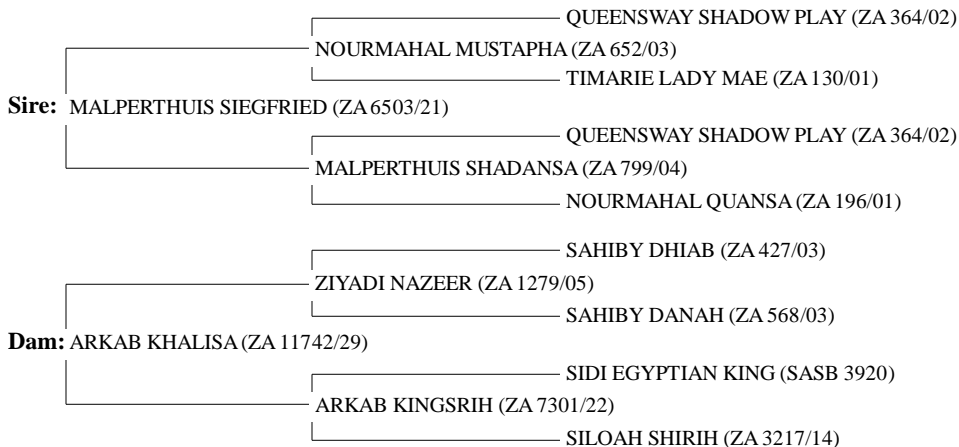 QUEENSWAY SHADOW PLAY (ZA 364/02)
NOURMAHAL MUSTAPHA (ZA 652/03)
TIMARIE LADY MAE (ZA 130/01)
Sire: MALPERTHUIS SIEGFRIED (ZA 6503/21)
QUEENSWAY SHADOW PLAY (ZA 364/02)
MALPERTHUIS SHADANSA (ZA 799/04)
NOURMAHAL QUANSA (ZA 196/01)
SAHIBY DHIAB (ZA 427/03)
ZIYADI NAZEER (ZA 1279/05)
SAHIBY DANAH (ZA 568/03)
Dam: ARKAB KHALISA (ZA 11742/29)
SIDI EGYPTIAN KING (SASB 3920)
ARKAB KINGSRIH (ZA 7301/22)
SILOAH SHIRIH (ZA 3217/14)